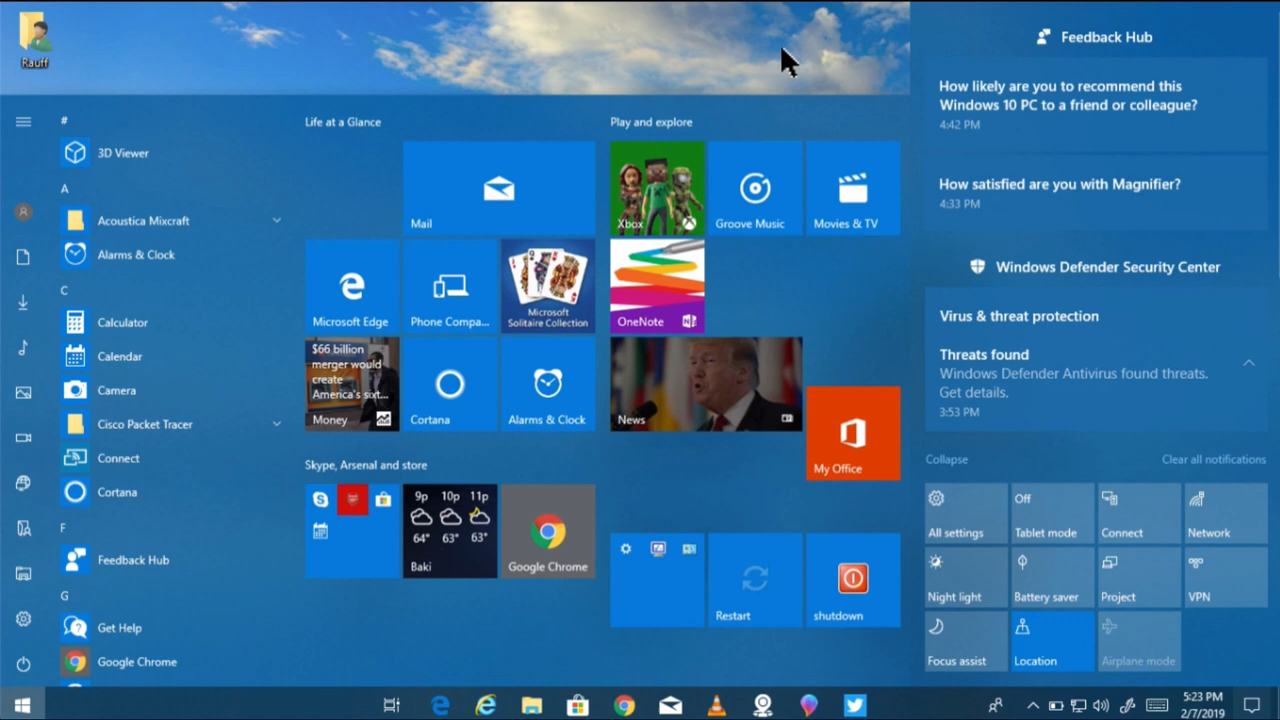 Rauff
#
3D Viewer
A
Acoustica Mixcraft
Alarms & Clock
C
Calculator
Calendar
Camera
Cisco Packet Tracer
Connect
Cortana
F
Feedback Hub
G
Get Help
Google Chrome
Life at a Glance
Mail
Microsoft Edge
Phone Compa...
Microsoft
Solitaire Collection
$66 billion
merger would
create
America's sixt...
Money
Cortana
Alarms & Clock
Skype, Arsenal and store
9p 10p 11p
64° 63° 63°
Baki
Google Chrome
Play and explore
Xbox
Groove Music
Movies & TV
OneNote
News
My Office
Restart
shutdown
Feedback Hub
How likely are you to recommend this
Windows 10 PC to a friend or colleague?
4:42 PM
How satisfied are you with Magnifier?
4:33 PM
Windows Defender Security Center
Virus & threat protection
Threats found
Windows Defender Antivirus found threats.
Get details.
3:53 PM
Collapse
Clear all notifications
All settings
Off
Tablet mode
Connect
Network
Night light
Battery saver
Project
VPN
Focus assist
Location
Airplane mode
5:23 PM
2/7/2019